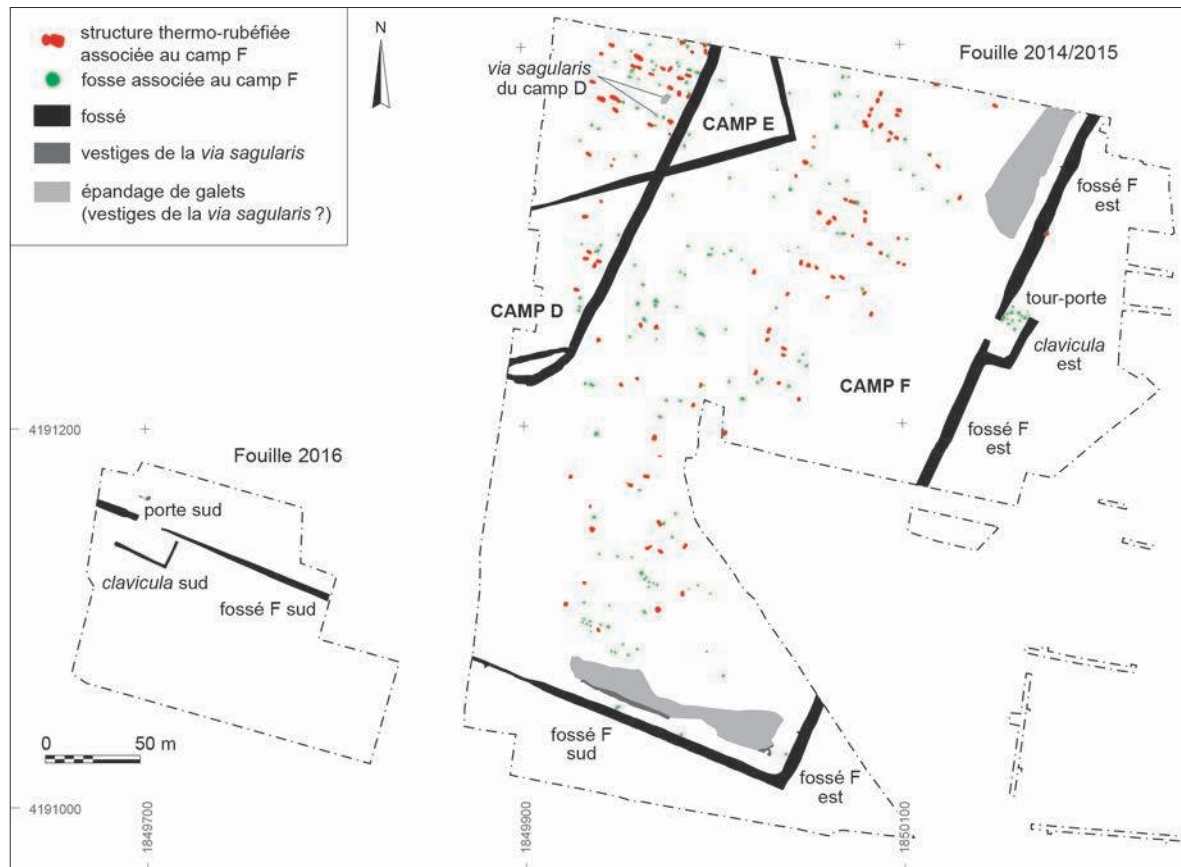 structure thermo-rubéfiée
associée au camp F
fosse associée au camp F
fossé
vestiges de la via sagularis
épandage de galets
(vestiges de la via sagularis ?)
N
Fouille 2014/2015
via sagularis
du camp D
CAMP E
fossé F
est
CAMP D
tour-porte
clavicula
est
CAMP F
fossé F
est
4191200
Fouille 2016
porte sud
clavicula sud
fossé F sud
0 50 m
fossé F
sud
fossé F
est
4191000
1849700
1849900
1850100